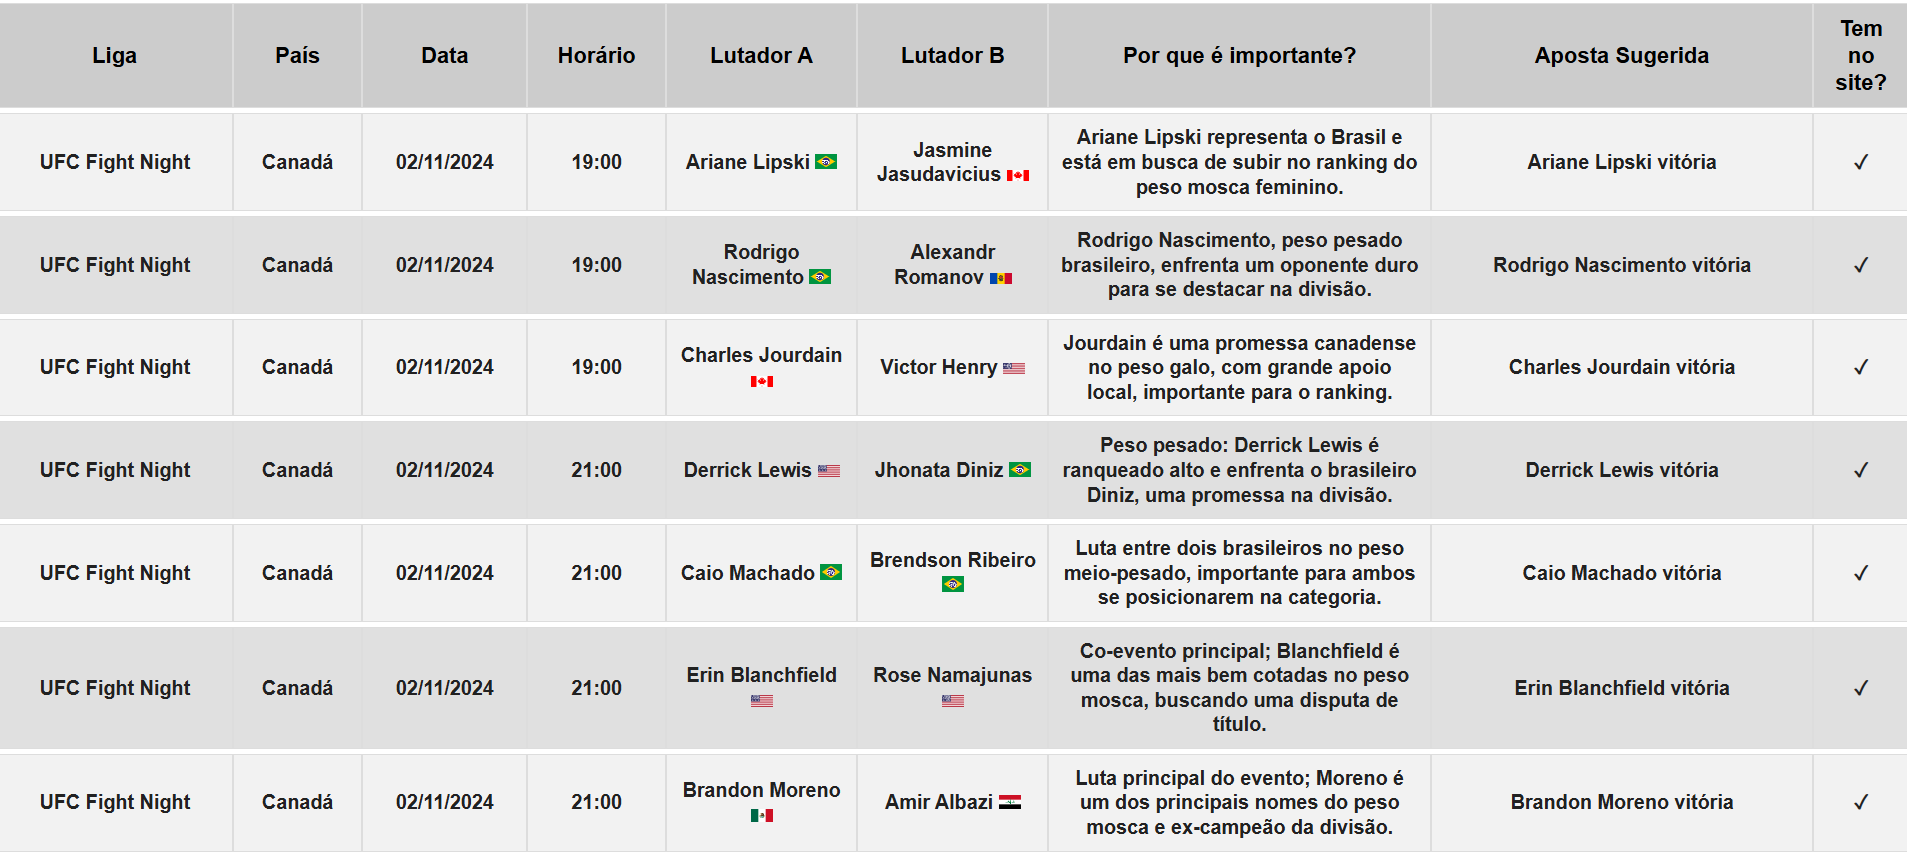 Liga País Data Horário Lutador A Lutador B Por que é importante? Aposta Sugerida Tem no site?
UFC Fight Night Canadá 02/11/2024 19:00 Ariane Lipski Jasmine Jasudavicius Ariane Lipski representa o Brasil e está em busca de subir no ranking do peso mosca feminino. Ariane Lipski vitória ✓
UFC Fight Night Canadá 02/11/2024 19:00 Rodrigo Nascimento Alexandr Romanov Rodrigo Nascimento, peso pesado brasileiro, enfrenta um oponente duro para se destacar na divisão. Rodrigo Nascimento vitória ✓
UFC Fight Night Canadá 02/11/2024 19:00 Charles Jourdain Victor Henry Jourdain é uma promessa canadense no peso galo, com grande apoio local, importante para o ranking. Charles Jourdain vitória ✓
UFC Fight Night Canadá 02/11/2024 21:00 Derrick Lewis Jhonata Diniz Peso pesado: Derrick Lewis é ranqueado alto e enfrenta o brasileiro Diniz, uma promessa na divisão. Derrick Lewis vitória ✓
UFC Fight Night Canadá 02/11/2024 21:00 Caio Machado Brendson Ribeiro Luta entre dois brasileiros no peso meio-pesado, importante para ambos se posicionarem na categoria. Caio Machado vitória ✓
UFC Fight Night Canadá 02/11/2024 21:00 Erin Blanchfield Rose Namajunas Co-evento principal; Blanchfield é uma das mais bem cotadas no peso mosca, buscando uma disputa de título. Erin Blanchfield vitória ✓
UFC Fight Night Canadá 02/11/2024 21:00 Brandon Moreno Amir Albazi Luta principal do evento; Moreno é um dos principais nomes do peso mosca e ex-campeão da divisão. Brandon Moreno vitória ✓